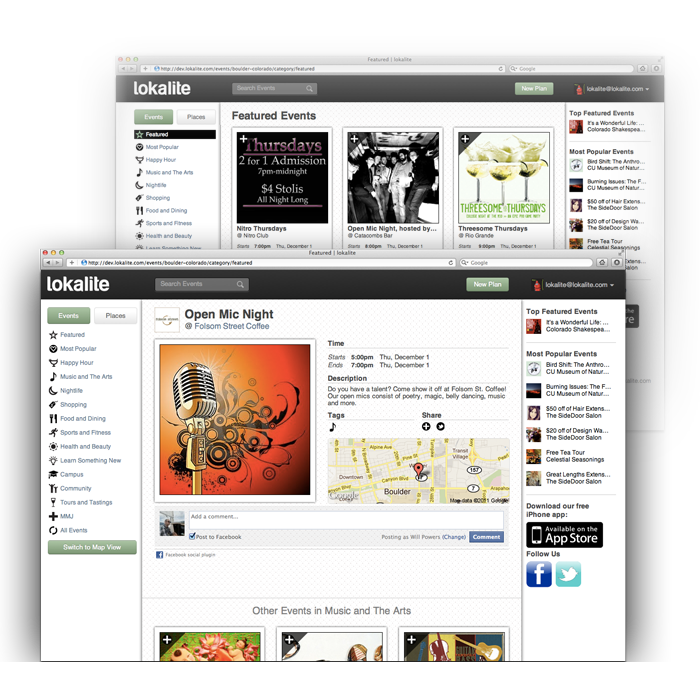 Featured | lokalite
http://dev.lokalite.com/events/boulder-colorado/category/featured
Google
lokalite
Search Events
New Plan
lokalite@lokalite.com
Events
Places
Featured
Most Popular
Happy Hour
Music and The Arts
Nightlife
Shopping
Food and Dining
Sports and Fitness
Health and Beauty
Learn Something New
Featured Events
Thursdays
2 for 1 Admission
7pm-midnight
$4 Stolis
All Night Long
Nitro Thursdays
@ Nitro Club
Starts 7:00pm Thu, December 1
Open Mic Night, hosted by...
@ Catacombs Bar
Starts 8:00pm Thu, December 1
THREESOME THURSDAYS
Threesome Thursdays
@ Rio Grande
Starts 9:00pm Thu, December 1
Top Featured Events
It's a Wonderful Life: ...
Colorado Shakespea...
Most Popular Events
Bird Shift: The Anthro...
CU Museum of Natur...
Burning Issues: The F...
CU Museum of Natur...
$50 off of Hair Extens...
The SideDoor Salon
$20 off of Design Wa...
The SideDoor Salon
Free Tea Tour
Celestial Seasonings
Featured | lokalite
http://dev.lokalite.com/events/boulder-colorado/category/featured
Google
lokalite
Search Events
New Plan
lokalite@lokalite.com
Events
Places
Featured
Most Popular
Happy Hour
Music and The Arts
Nightlife
Shopping
Food and Dining
Sports and Fitness
Health and Beauty
Learn Something New
Campus
Community
Tours and Tastings
MMJ
All Events
Switch to Map View
Open Mic Night
@ Folsom Street Coffee
Time
Starts 5:00pm Thu, December 1
Ends 7:00pm Thu, December 1
Description
Do you have a talent? Come show it off at Folsom St. Coffee!
Our open mics consist of poetry, magic, belly dancing, music
and more.
Tags
Share
Alpine Ave
Transit
Village
Downtown
Canyon Blvd
157
Boulder
7
Arapahoe
Google
Map data ©2011 Google
Add a comment...
Post to Facebook
Posting as Will Powers (Change)
Comment
Facebook social plugin
Other Events in Music and The Arts
Top Featured Events
It's a Wonderful Life: ...
Colorado Shakespea...
Most Popular Events
Bird Shift: The Anthro...
CU Museum of Natur...
Burning Issues: The F...
CU Museum of Natur...
$50 off of Hair Extens...
The SideDoor Salon
$20 off of Design Wa...
The SideDoor Salon
Free Tea Tour
Celestial Seasonings
Great Lengths Extens...
The SideDoor Salon
Download our free
iPhone app:
Available on the
App Store
Follow Us